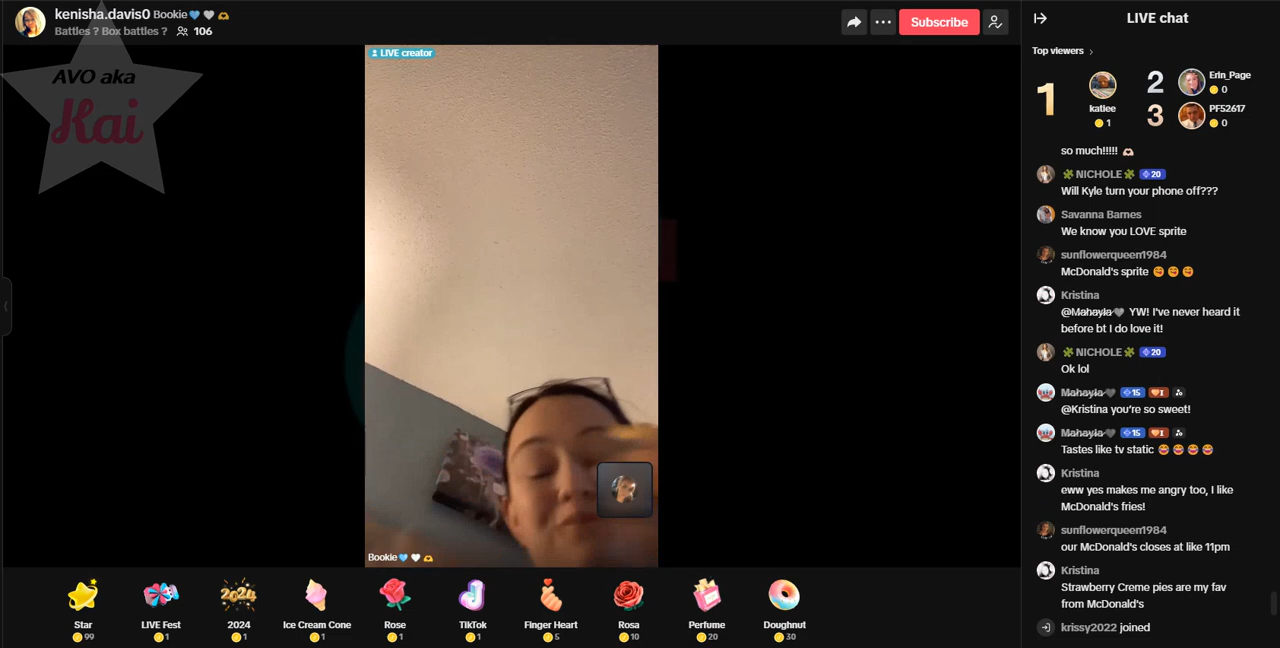 kenisha.davis0 Bookie🩵🤍🫶
Battles ? Box battles ? 106
Subscribe
AVO aka
Kai
LIVE creator
Bookie🩵🤍🫶
Star
99
LIVE Fest
1
2024
2024
1
Ice Cream Cone
1
Rose
1
TikTok
1
Finger Heart
5
Rosa
10
Perfume
20
Doughnut
30
LIVE chat
Top viewers >
1
katlee
1
2
Erin_Page
0
3
PF52617
0
so much!!!!! 🫶🏻
🧩NICHOLE🧩 20
Will Kyle turn your phone off???
Savanna Barnes
We know you LOVE sprite
sunflowerqueen1984
McDonald's sprite 🥰🥰🥰
Kristina
@Mahayla🩶 YW! I've never heard it
before bt I do love it!
🧩NICHOLE🧩 20
Ok lol
Mahayla🩶 15 I
@Kristina you're so sweet!
Mahayla🩶 15 I
Tastes like tv static 😂😂😂😂
Kristina
eww yes makes me angry too, I like
McDonald's fries!
sunflowerqueen1984
our McDonald's closes at like 11pm
Kristina
Strawberry Creme pies are my fav
from McDonald's
krissy2022 joined